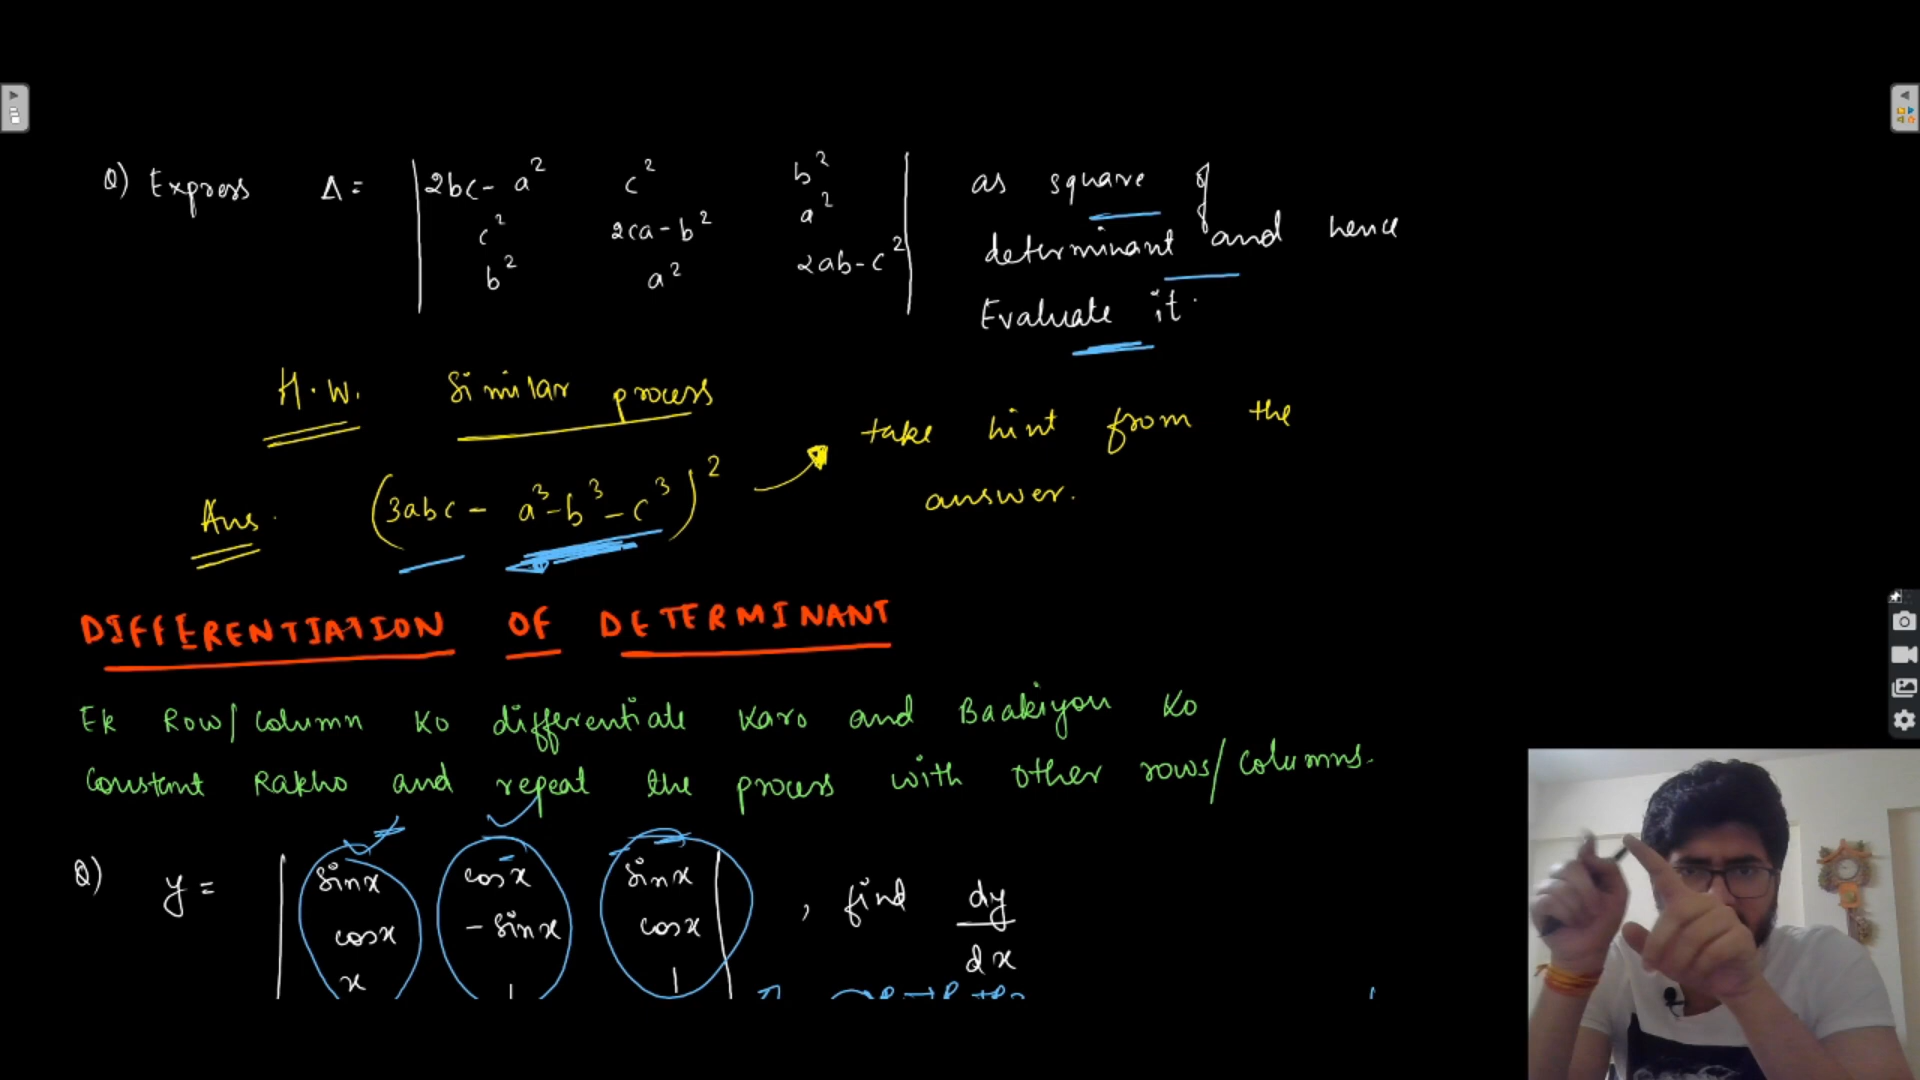 Q) Express Δ = | 2bc - a² c² b² | as square of
c² 2ca - b² a² determinant and hence
b² a² 2ab - c² Evaluate it.
H.W. Similar process
take hint from the
Ans. (3abc - a³ - b³ - c³)² answer.
DIFFERENTIATION OF DETERMINANT
Ek Row/column ko differentiate karo and Baakiyon ko
Constant Rakho and repeat the process with other rows/columns.
Q) y = | sinx cosx sinx | , find dy/dx
cosx - sinx cosx
x 1 1